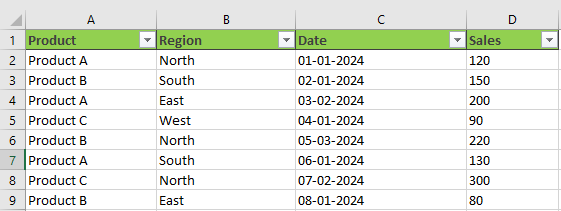 A B C D
1 Product Region Date Sales
2 Product A North 01-01-2024 120
3 Product B South 02-01-2024 150
4 Product A East 03-02-2024 200
5 Product C West 04-01-2024 90
6 Product B North 05-03-2024 220
7 Product A South 06-01-2024 130
8 Product C North 07-02-2024 300
9 Product B East 08-01-2024 80